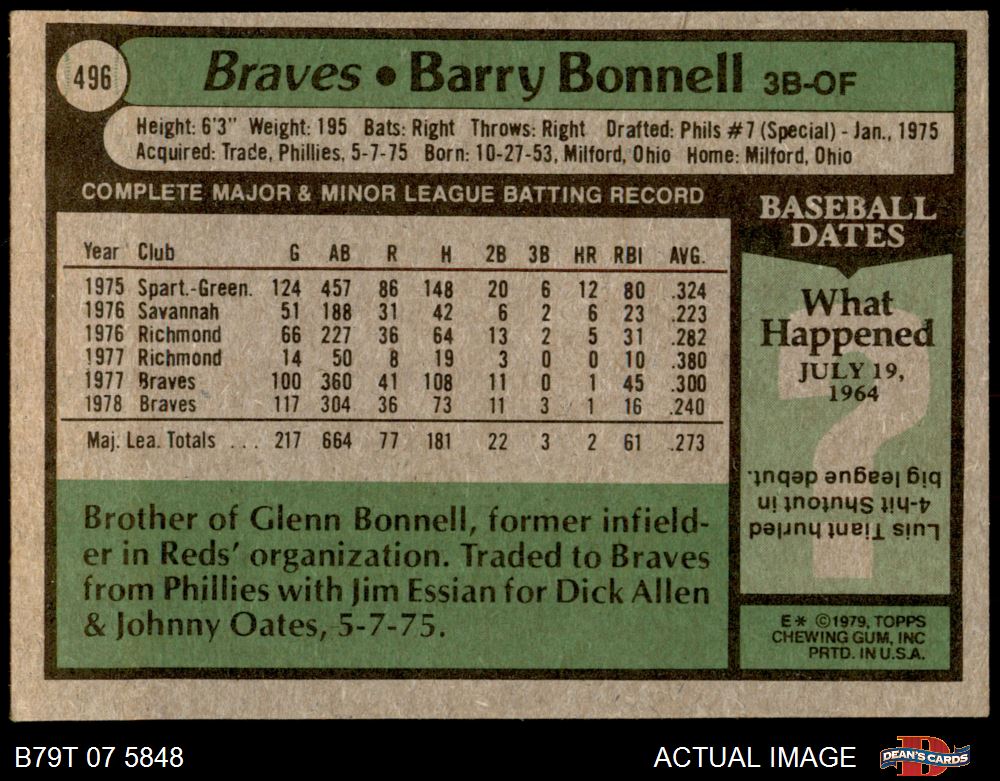 496
Braves • Barry Bonnell 3B-OF
Height: 6'3" Weight: 195 Bats: Right Throws: Right Drafted: Phils #7 (Special) - Jan., 1975
Acquired: Trade, Phillies, 5-7-75 Born: 10-27-53, Milford, Ohio Home: Milford, Ohio
COMPLETE MAJOR & MINOR LEAGUE BATTING RECORD
Year Club G AB R H 2B 3B HR RBI AVG.
1975 Spart.-Green. 124 457 86 148 20 6 12 80 .324
1976 Savannah 51 188 31 42 6 2 6 23 .223
1976 Richmond 66 227 36 64 13 2 5 31 .282
1977 Richmond 14 50 8 19 3 0 0 10 .380
1977 Braves 100 360 41 108 11 0 1 45 .300
1978 Braves 117 304 36 73 11 3 1 16 .240
Maj. Lea. Totals ... 217 664 77 181 22 3 2 61 .273
Brother of Glenn Bonnell, former infield-
er in Reds' organization. Traded to Braves
from Phillies with Jim Essian for Dick Allen
& Johnny Oates, 5-7-75.
BASEBALL
DATES
What
Happened
JULY 19,
1964
?
Luis Tiant hurled
4-hit Shutout in
big league debut.
E* ©1979, TOPPS
CHEWING GUM, INC
PRTD. IN U.S.A.
B79T 07 5848
ACTUAL IMAGE
D
DEAN'S CARDS